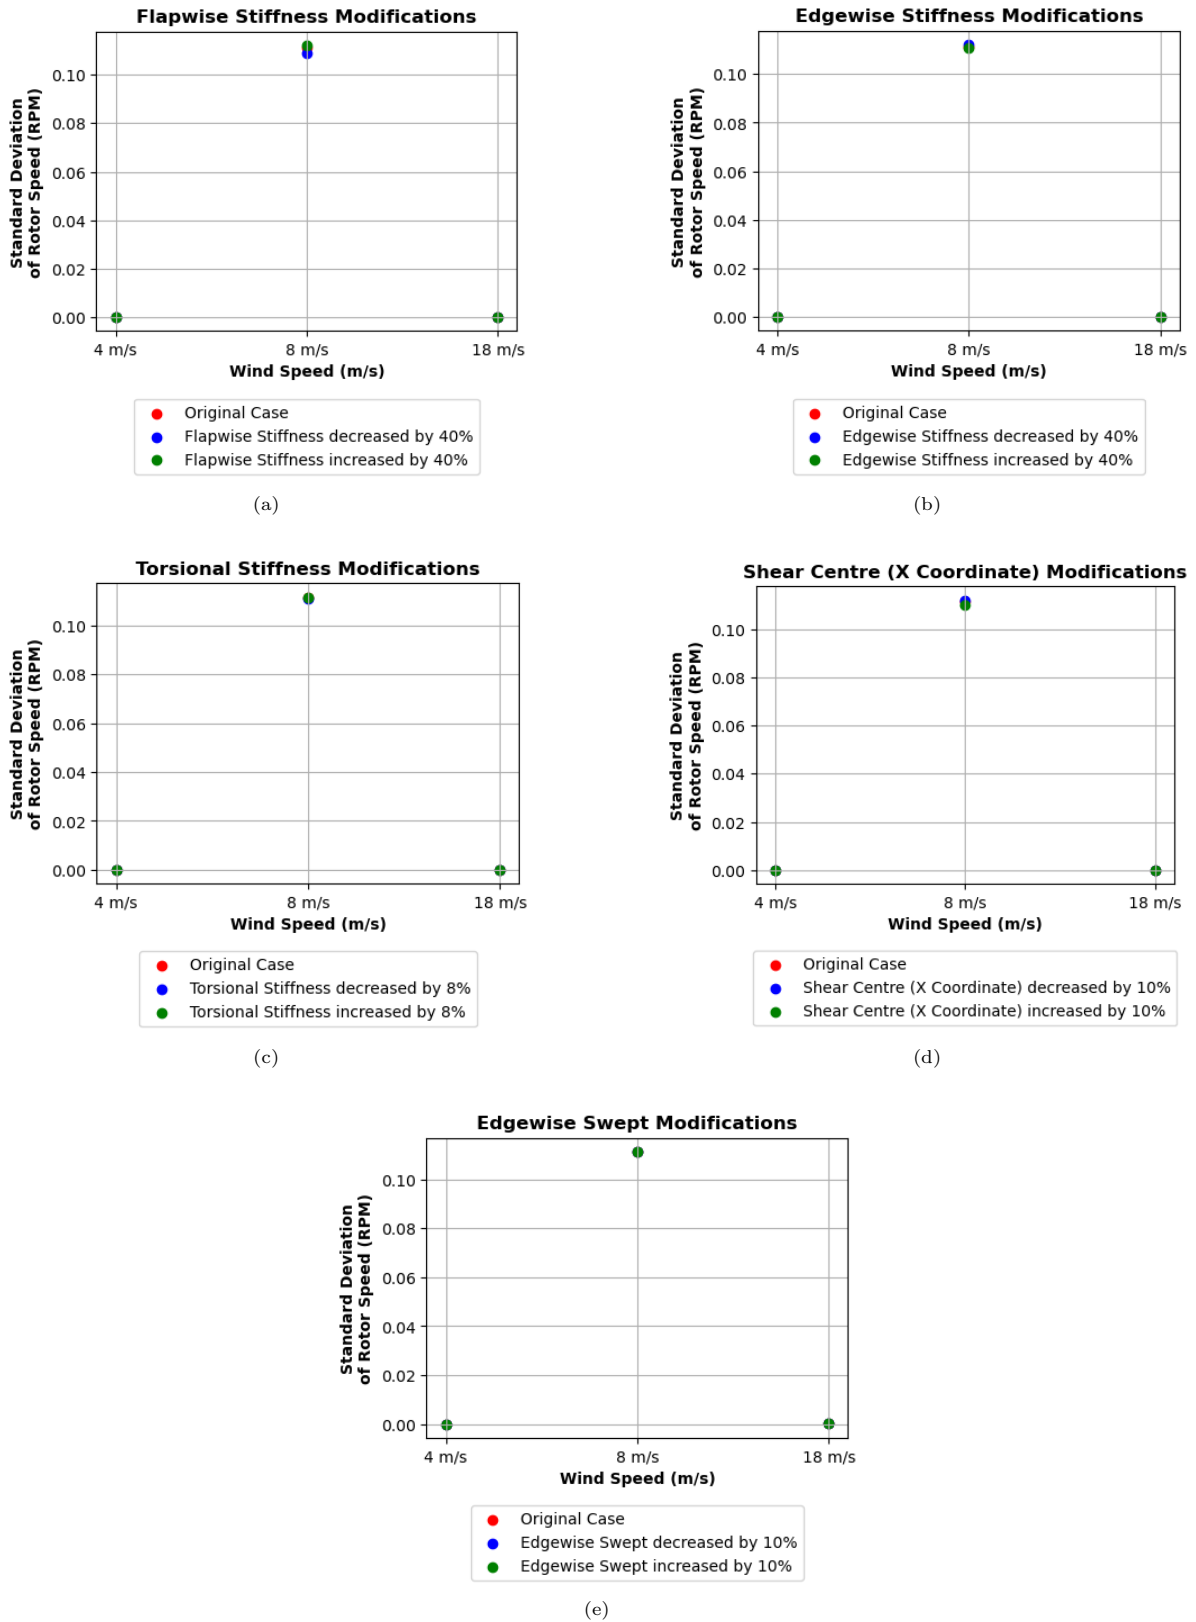 Flapwise Stiffness Modifications
Standard Deviation
of Rotor Speed (RPM)
0.10
0.08
0.06
0.04
0.02
0.00
4 m/s
8 m/s
18 m/s
Wind Speed (m/s)
Original Case
Flapwise Stiffness decreased by 40%
Flapwise Stiffness increased by 40%
(a)
Edgewise Stiffness Modifications
Standard Deviation
of Rotor Speed (RPM)
0.10
0.08
0.06
0.04
0.02
0.00
4 m/s
8 m/s
18 m/s
Wind Speed (m/s)
Original Case
Edgewise Stiffness decreased by 40%
Edgewise Stiffness increased by 40%
(b)
Torsional Stiffness Modifications
Standard Deviation
of Rotor Speed (RPM)
0.10
0.08
0.06
0.04
0.02
0.00
4 m/s
8 m/s
18 m/s
Wind Speed (m/s)
Original Case
Torsional Stiffness decreased by 8%
Torsional Stiffness increased by 8%
(c)
Shear Centre (X Coordinate) Modifications
Standard Deviation
of Rotor Speed (RPM)
0.10
0.08
0.06
0.04
0.02
0.00
4 m/s
8 m/s
18 m/s
Wind Speed (m/s)
Original Case
Shear Centre (X Coordinate) decreased by 10%
Shear Centre (X Coordinate) increased by 10%
(d)
Edgewise Swept Modifications
Standard Deviation
of Rotor Speed (RPM)
0.10
0.08
0.06
0.04
0.02
0.00
4 m/s
8 m/s
18 m/s
Wind Speed (m/s)
Original Case
Edgewise Swept decreased by 10%
Edgewise Swept increased by 10%
(e)